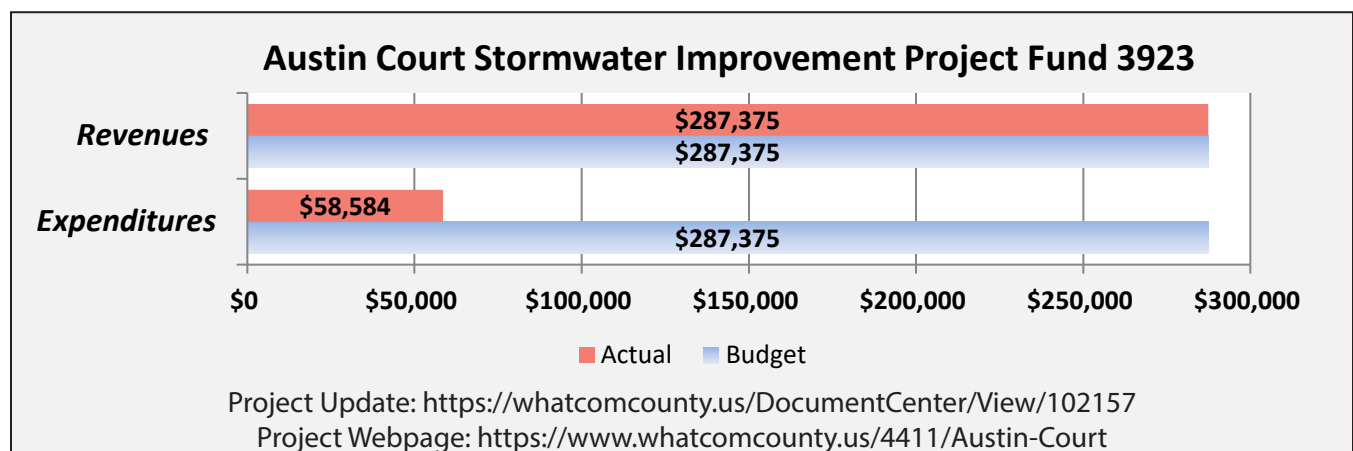 Austin Court Stormwater Improvement Project Fund 3923
Revenues
$287,375
$287,375
Expenditures
$58,584
$287,375
$0 $50,000 $100,000 $150,000 $200,000 $250,000 $300,000
Actual Budget
Project Update: https://whatcomcounty.us/DocumentCenter/View/102157
Project Webpage: https://www.whatcomcounty.us/4411/Austin-Court